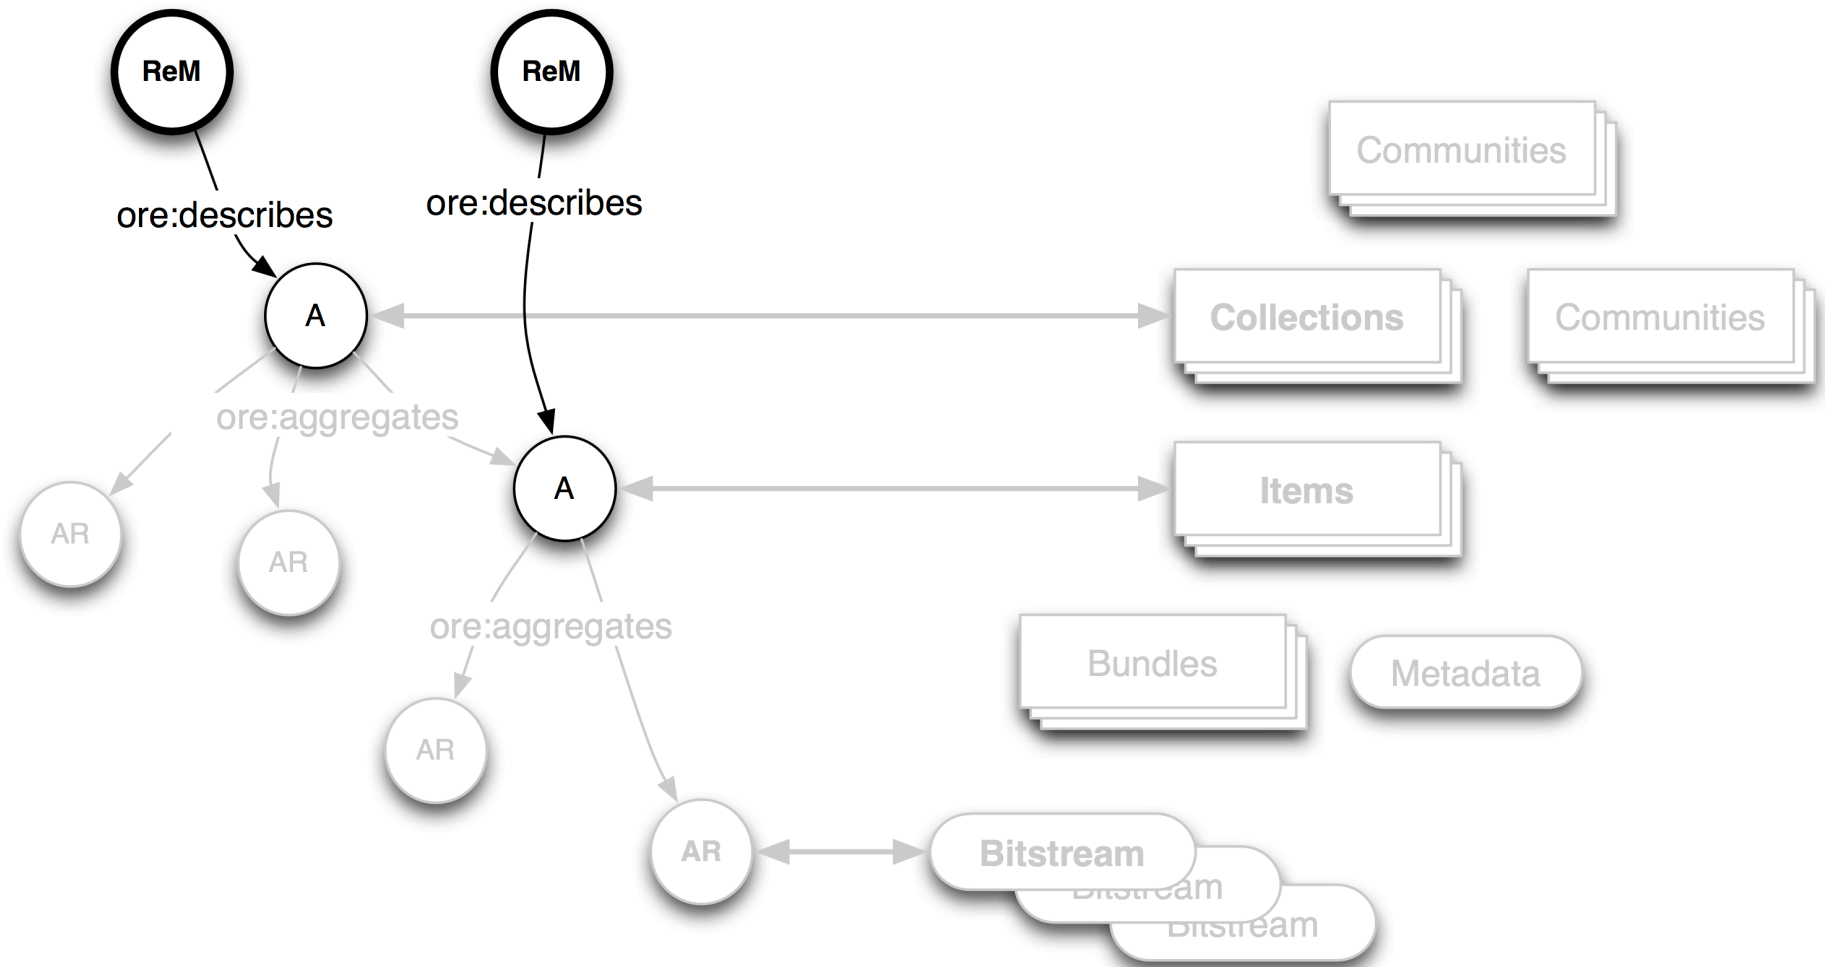 ReM
ReM
Communities
ore:describes
ore:describes
A
Collections
Communities
ore:aggregates
A
Items
AR
AR
ore:aggregates
Bundles
Metadata
AR
AR
Bitstream
Bitstream
Bitstream